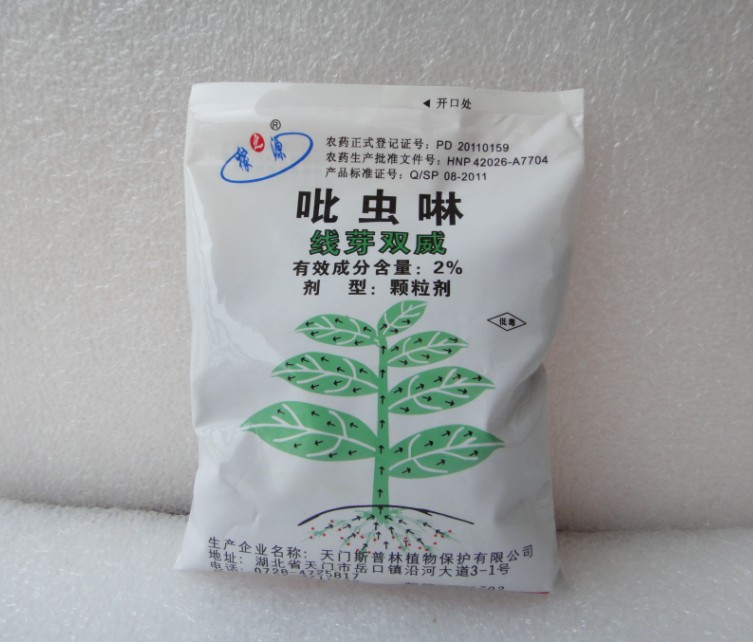 ◀ 开口处
®
农药正式登记证号：PD 20110159
农药生产批准文件号：HNP 42026-A7704
产品标准证号：Q/SP 08-2011
吡虫啉
线芽双威
有效成分含量：2%
剂 型：颗粒剂
低毒
生产企业名称：天门斯普林植物保护有限公司
地址：湖北省天门市岳口镇沿河大道3-1号
电话：0728-4725817